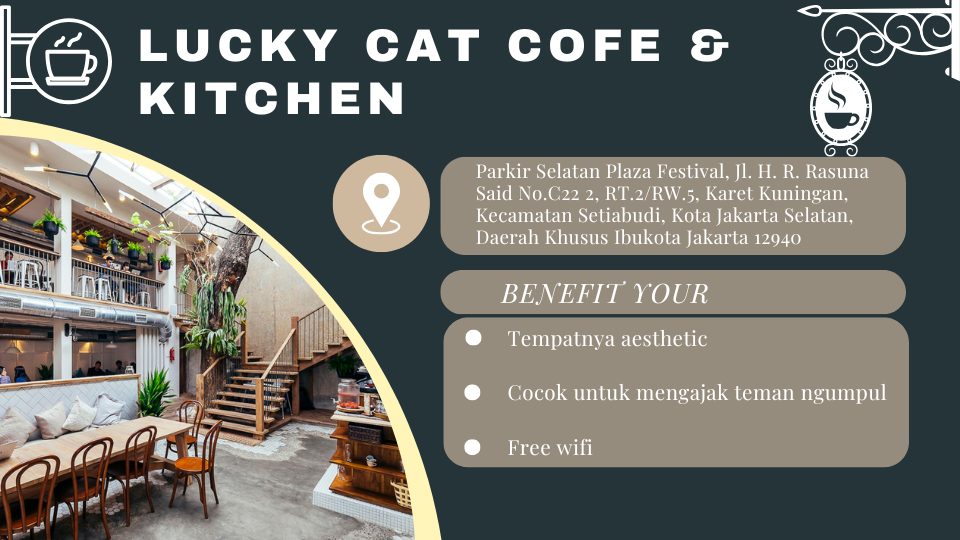 LUCKY CAT COFE &
KITCHEN
Parkir Selatan Plaza Festival, Jl. H. R. Rasuna
Said No.C22 2, RT.2/RW.5, Karet Kuningan,
Kecamatan Setiabudi, Kota Jakarta Selatan,
Daerah Khusus Ibukota Jakarta 12940
BENEFIT YOUR
Tempatnya aesthetic
Cocok untuk mengajak teman ngumpul
Free wifi